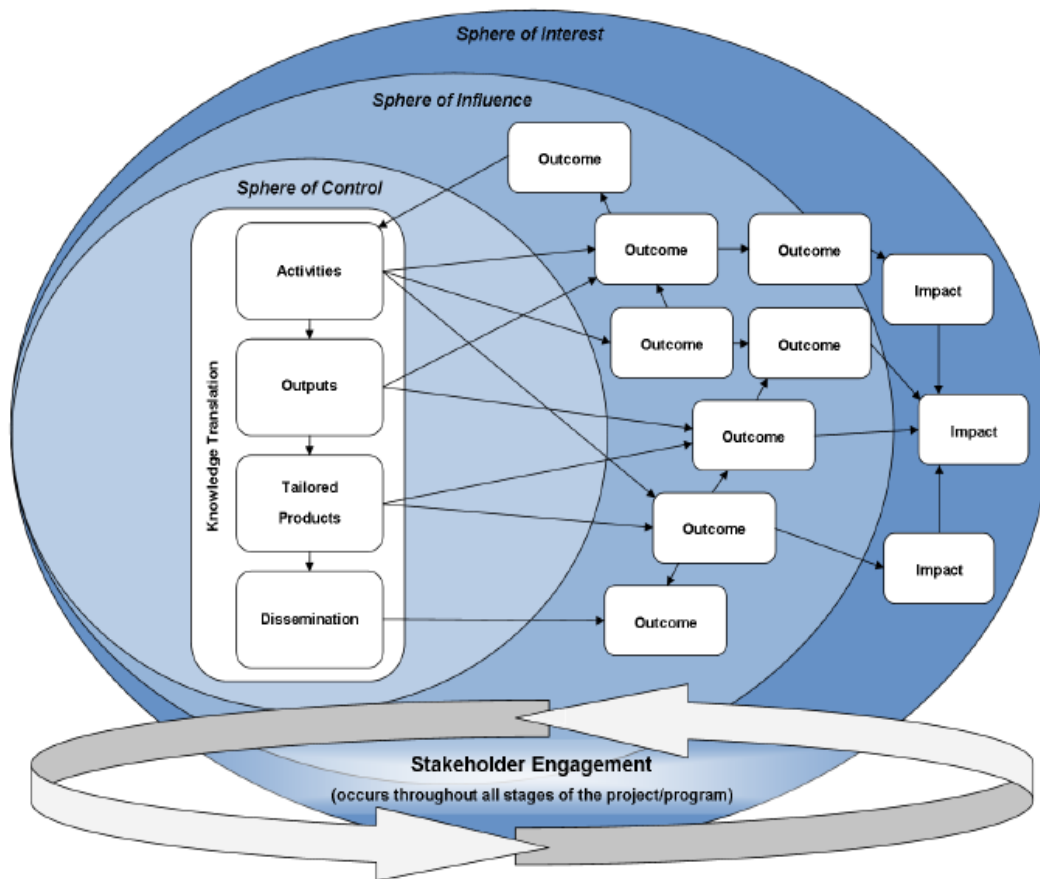 Sphere of Interest
Sphere of Influence
Sphere of Control
Knowledge Translation
Activities
Outputs
Tailored
Products
Dissemination
Outcome
Outcome
Outcome
Outcome
Outcome
Outcome
Outcome
Outcome
Impact
Impact
Impact
Stakeholder Engagement
(occurs throughout all stages of the project/program)